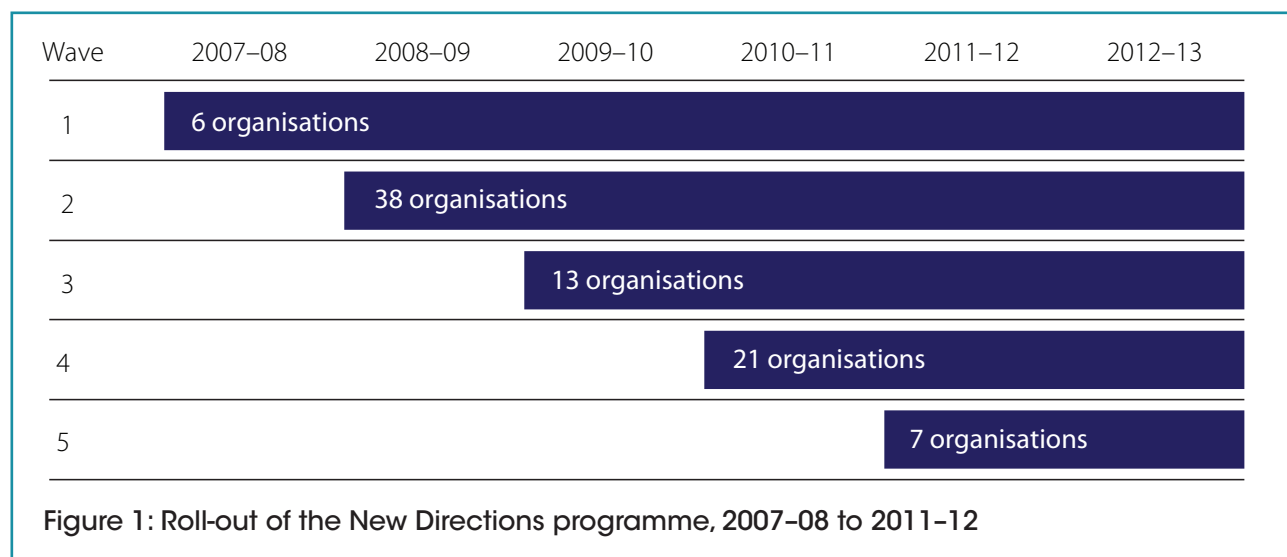 Wave 2007–08 2008–09 2009–10 2010–11 2011–12 2012–13
1 6 organisations
2 38 organisations
3 13 organisations
4 21 organisations
5 7 organisations
Figure 1: Roll-out of the New Directions programme, 2007–08 to 2011–12